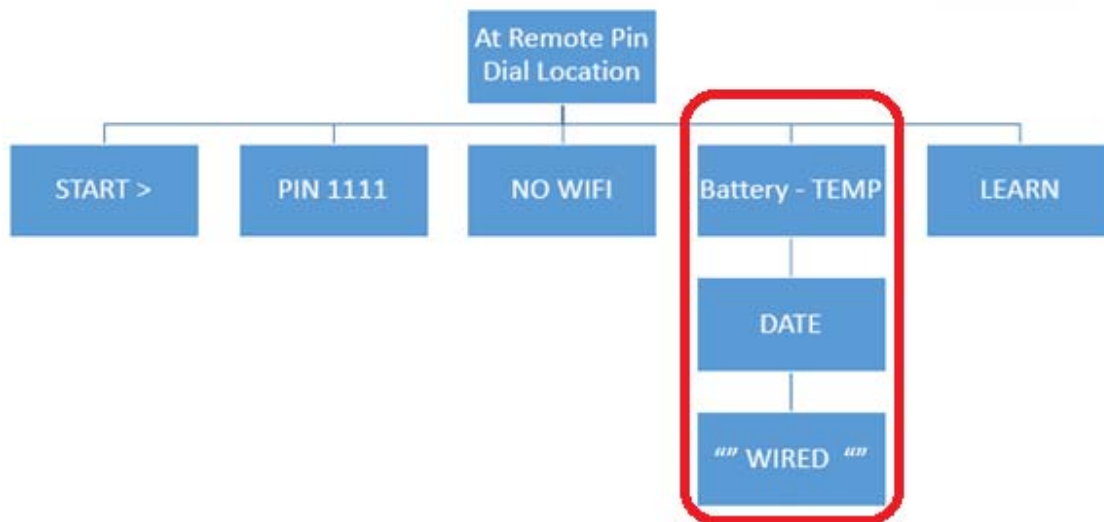 At Remote Pin
Dial Location
START >
PIN 1111
NO WIFI
Battery - TEMP
LEARN
DATE
“” WIRED “”